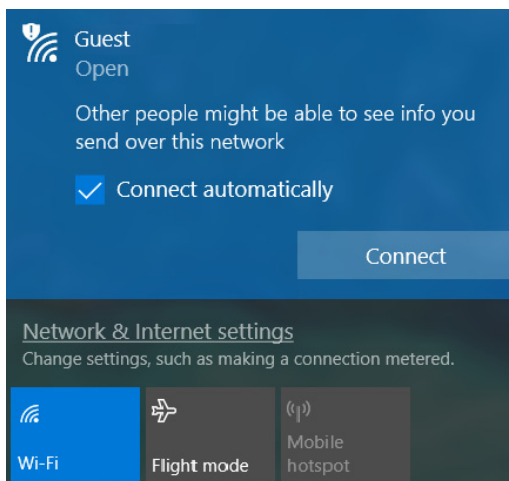 Guest
Open
Other people might be able to see info you
send over this network
Connect automatically
Connect
Network & Internet settings
Change settings, such as making a connection metered.
Wi-Fi
Flight mode
Mobile
hotspot